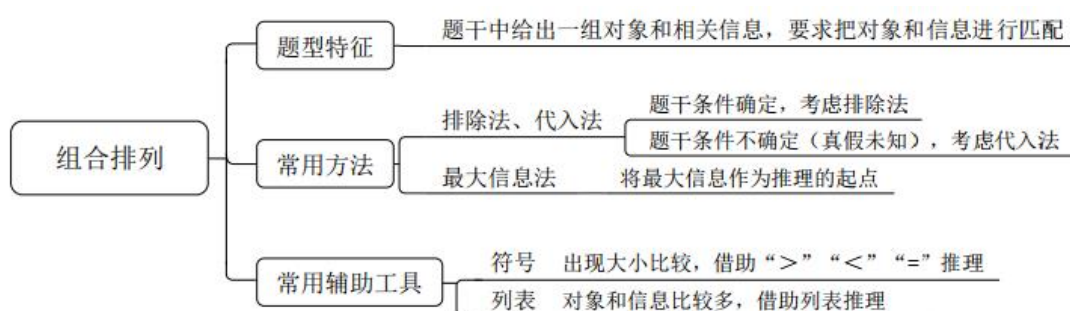 组合排列
题型特征
题干中给出一组对象和相关信息，要求把对象和信息进行匹配
常用方法
排除法、代入法
题干条件确定，考虑排除法
题干条件不确定（真假未知），考虑代入法
最大信息法
将最大信息作为推理的起点
常用辅助工具
符号
出现大小比较，借助“＞”“＜”“=”推理
列表
对象和信息比较多，借助列表推理